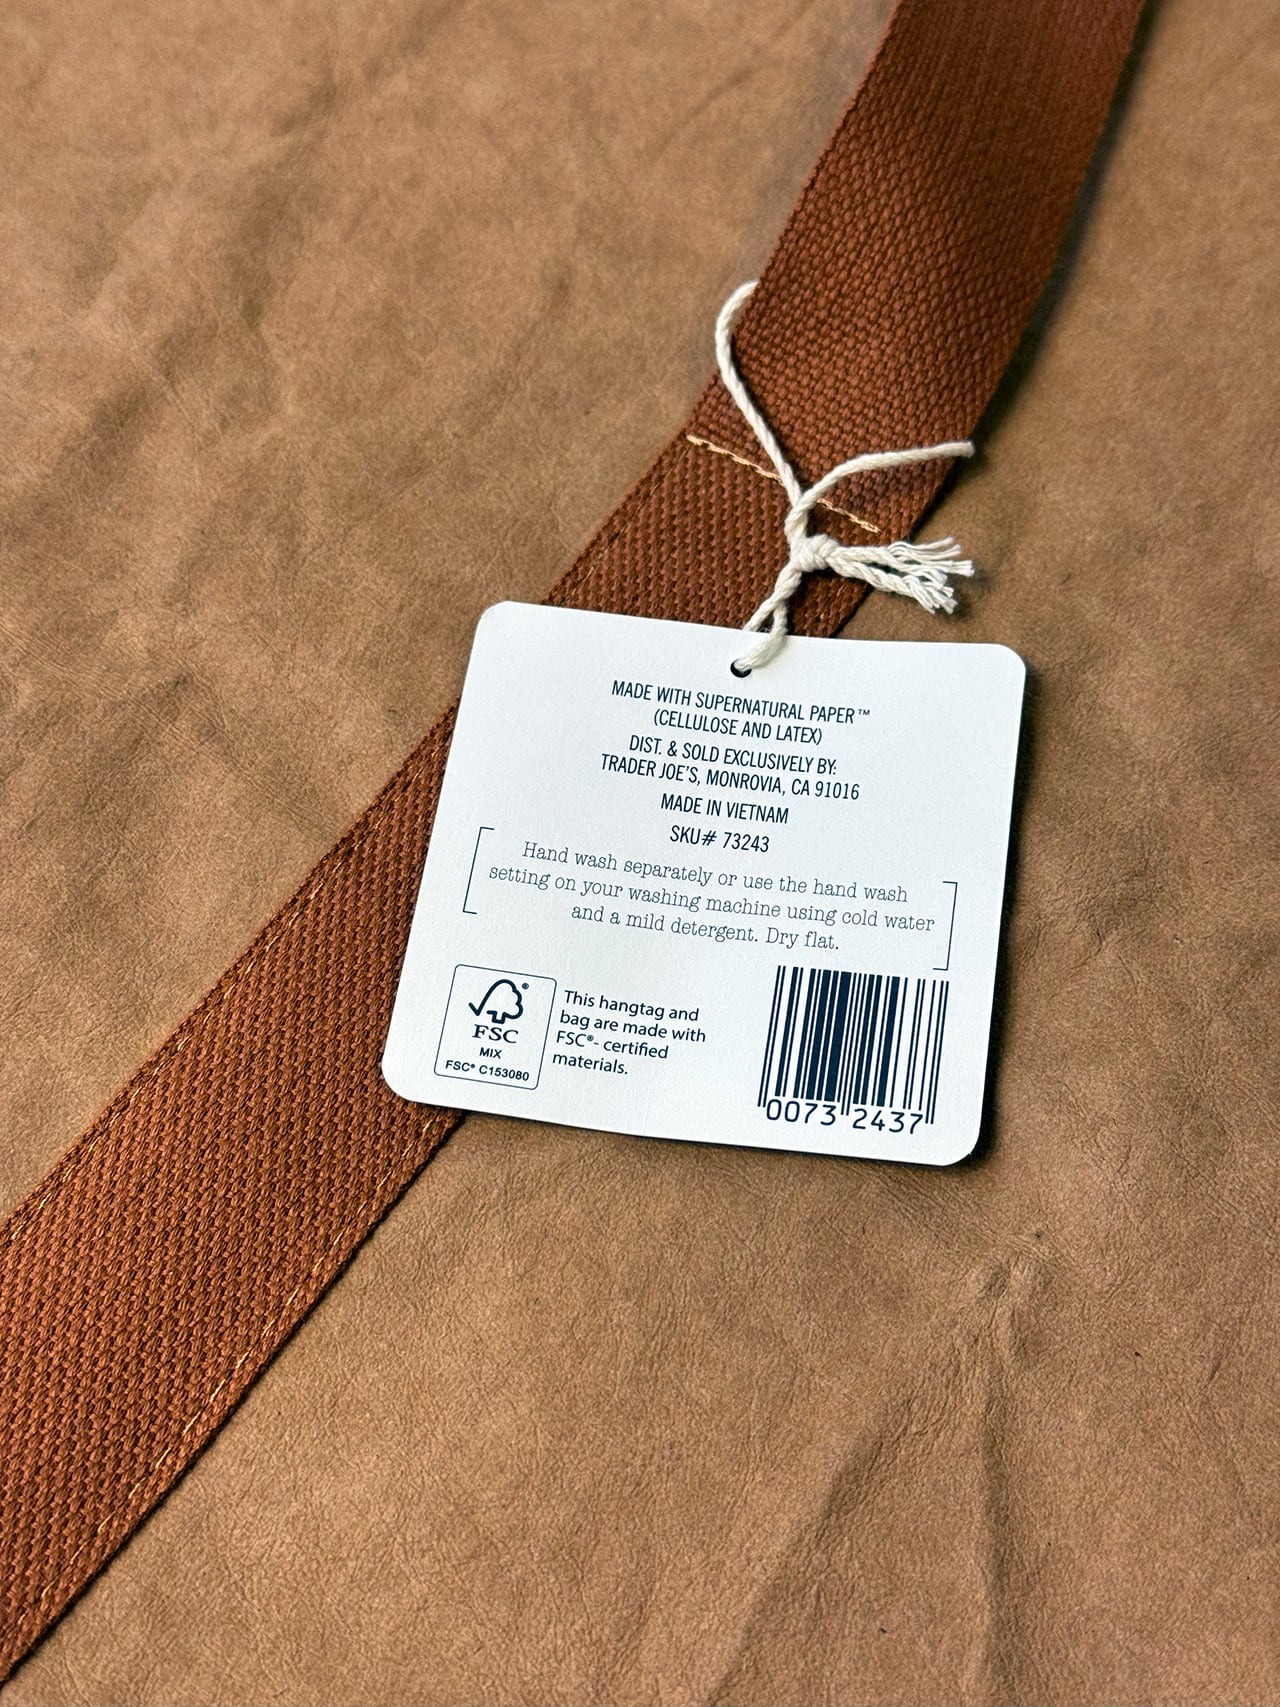 MADE WITH SUPERNATURAL PAPER™
(CELLULOSE AND LATEX)
DIST. & SOLD EXCLUSIVELY BY:
TRADER JOE'S, MONROVIA, CA 91016
MADE IN VIETNAM
SKU# 73243
Hand wash separately or use the hand wash
setting on your washing machine using cold water
and a mild detergent. Dry flat.
®
FSC
MIX
FSC® C153080
This hangtag and
bag are made with
FSC®- certified
materials.
0073 2437